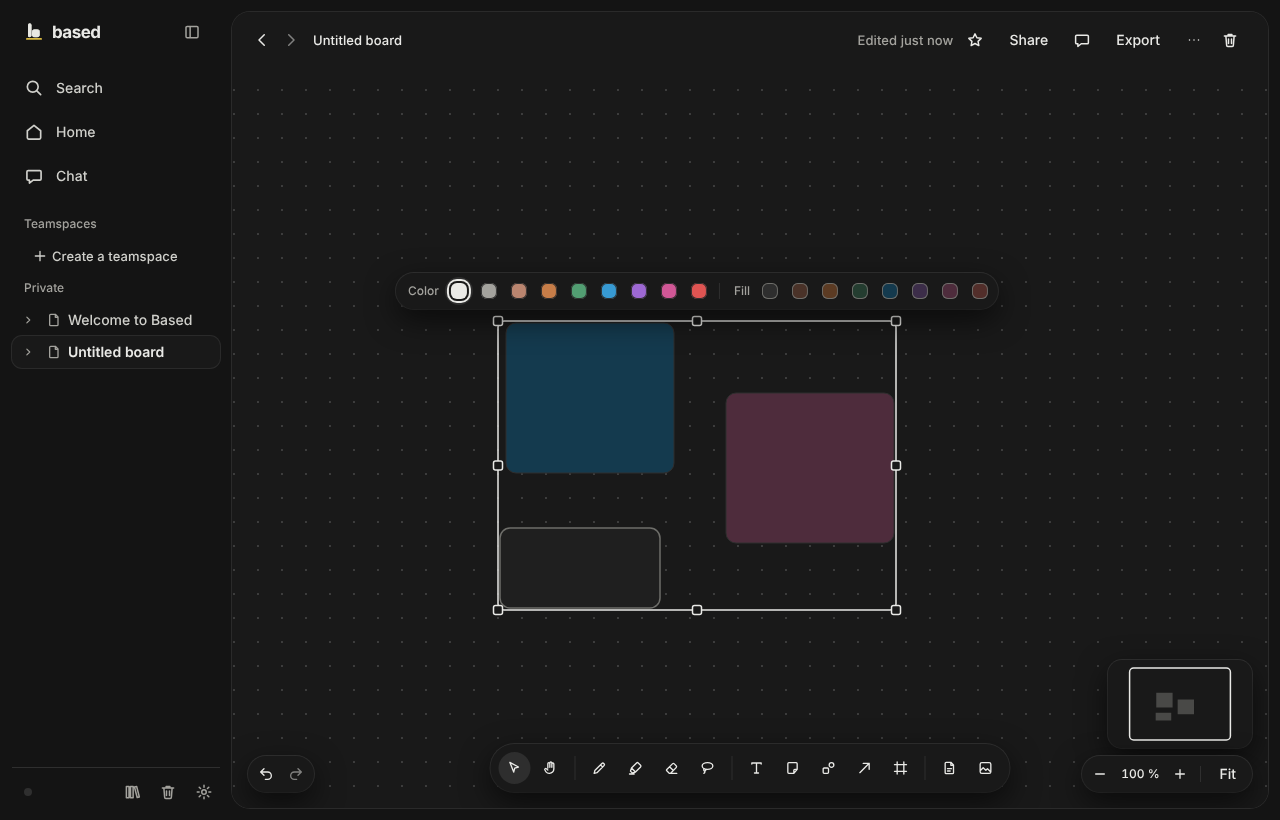 based
Search
Home
Chat
Teamspaces
Create a teamspace
Private
Welcome to Based
Untitled board
Untitled board
Edited just now
Share
Export
Color
Fill
100 %
Fit